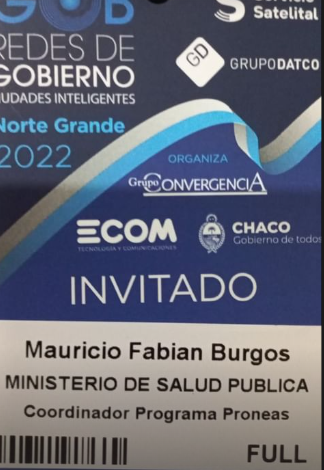 GOB
Satelital
REDES DE
GOBIERNO
GD
GRUPODATCO
CIUDADES INTELIGENTES
Norte Grande
2022
ORGANIZA
Grupo CONVERGENCIA
ECOM
TECNOLOGÍA Y COMUNICACIONES
CHACO
Gobierno de todos
INVITADO
Mauricio Fabian Burgos
MINISTERIO DE SALUD PUBLICA
Coordinador Programa Proneas
FULL